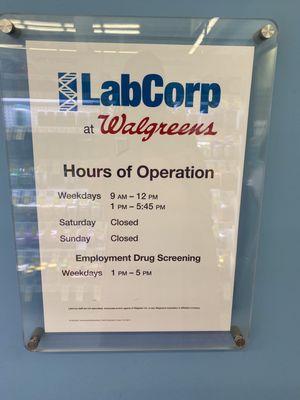 LabCorp
at Walgreens
Hours of Operation
Weekdays 9 AM – 12 PM
1 PM – 5:45 PM
Saturday Closed
Sunday Closed
Employment Drug Screening
Weekdays 1 PM – 5 PM